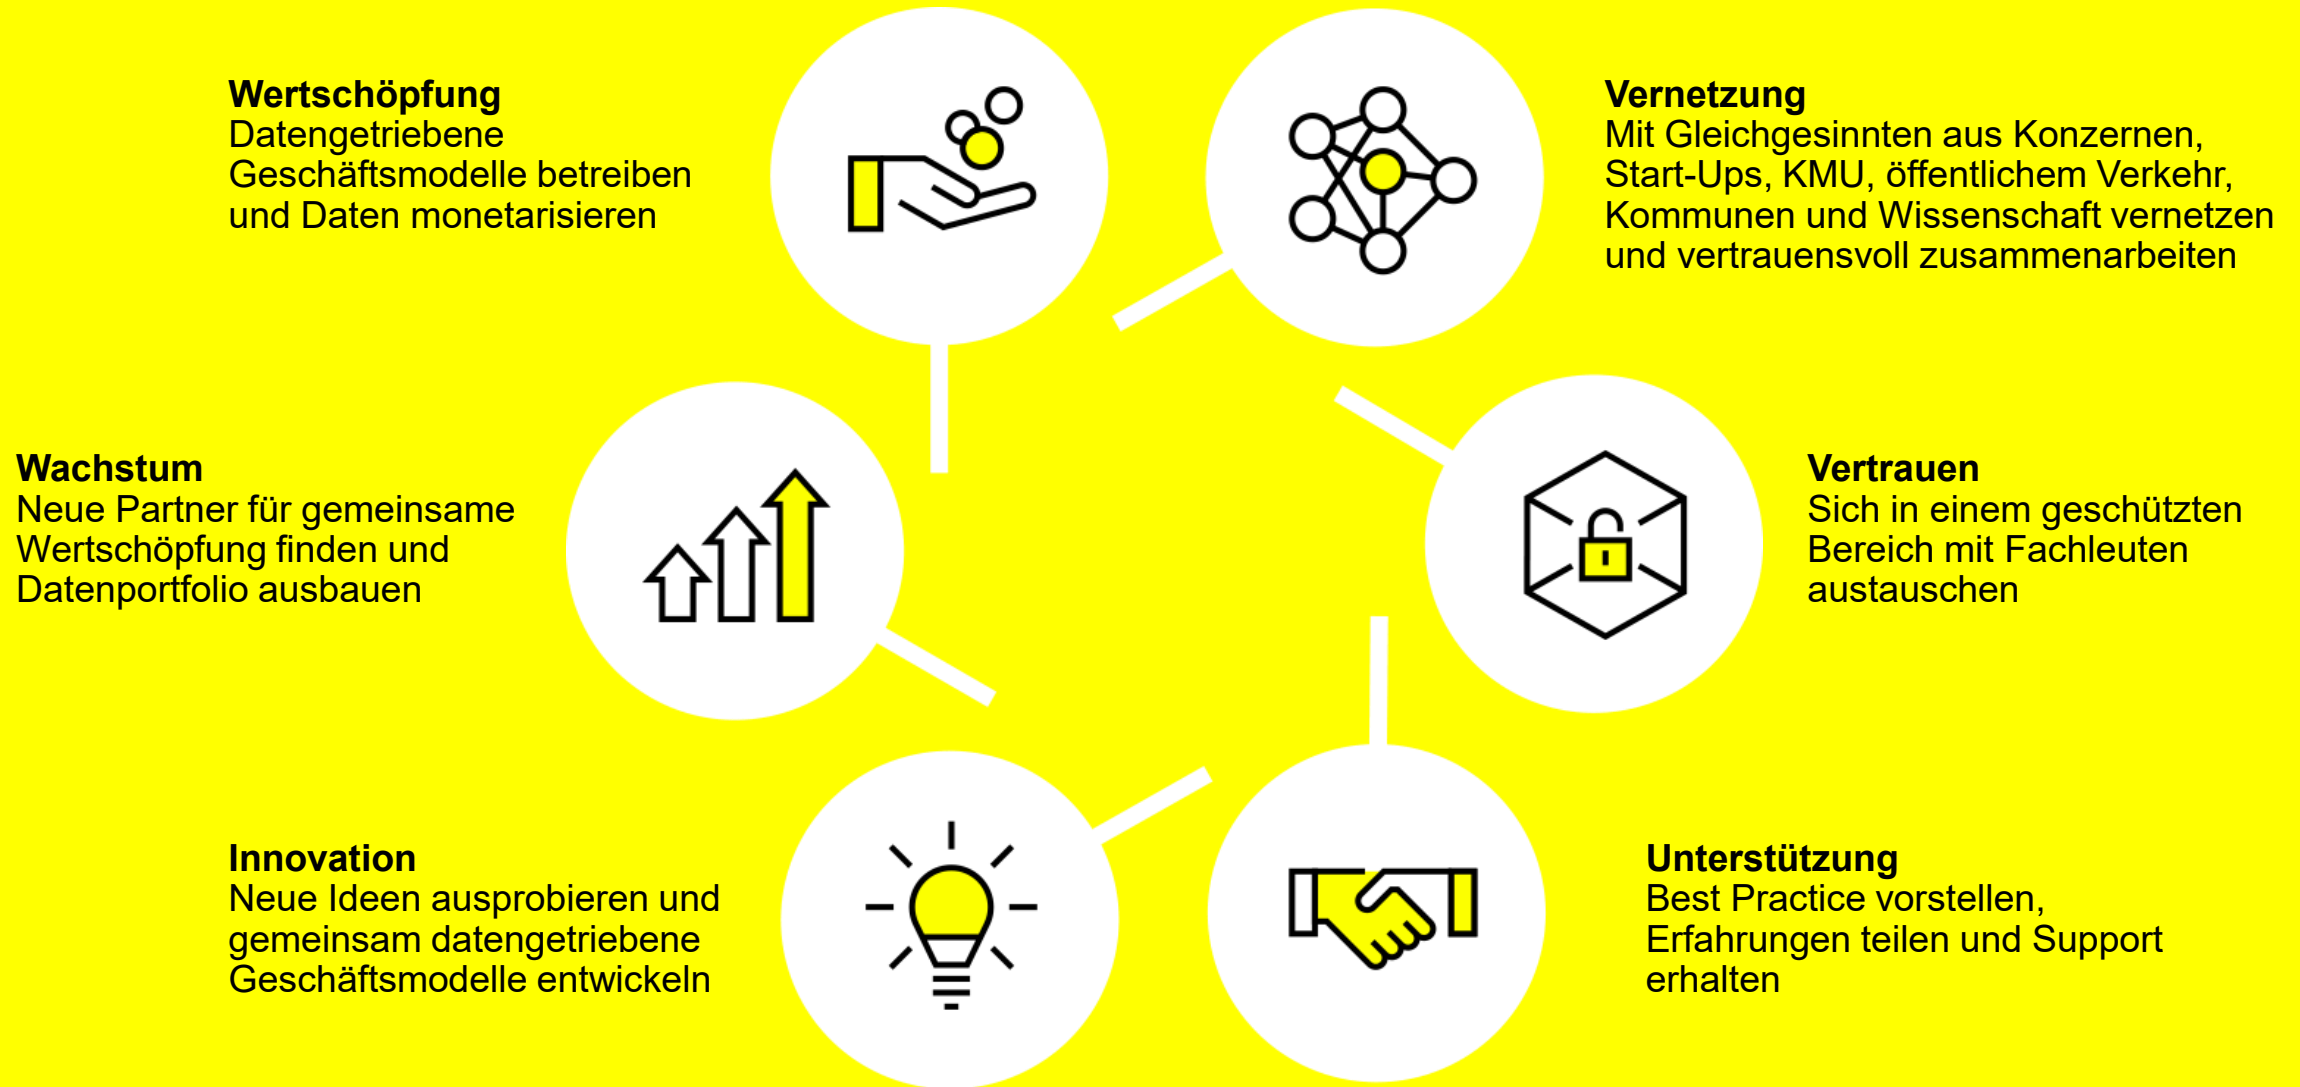 Wertschöpfung
Datengetriebene
Geschäftsmodelle betreiben
und Daten monetarisieren
Vernetzung
Mit Gleichgesinnten aus Konzernen,
Start-Ups, KMU, öffentlichem Verkehr,
Kommunen und Wissenschaft vernetzen
und vertrauensvoll zusammenarbeiten
Wachstum
Neue Partner für gemeinsame
Wertschöpfung finden und
Datenportfolio ausbauen
Vertrauen
Sich in einem geschützten
Bereich mit Fachleuten
austauschen
Innovation
Neue Ideen ausprobieren und
gemeinsam datengetriebene
Geschäftsmodelle entwickeln
Unterstützung
Best Practice vorstellen,
Erfahrungen teilen und Support
erhalten